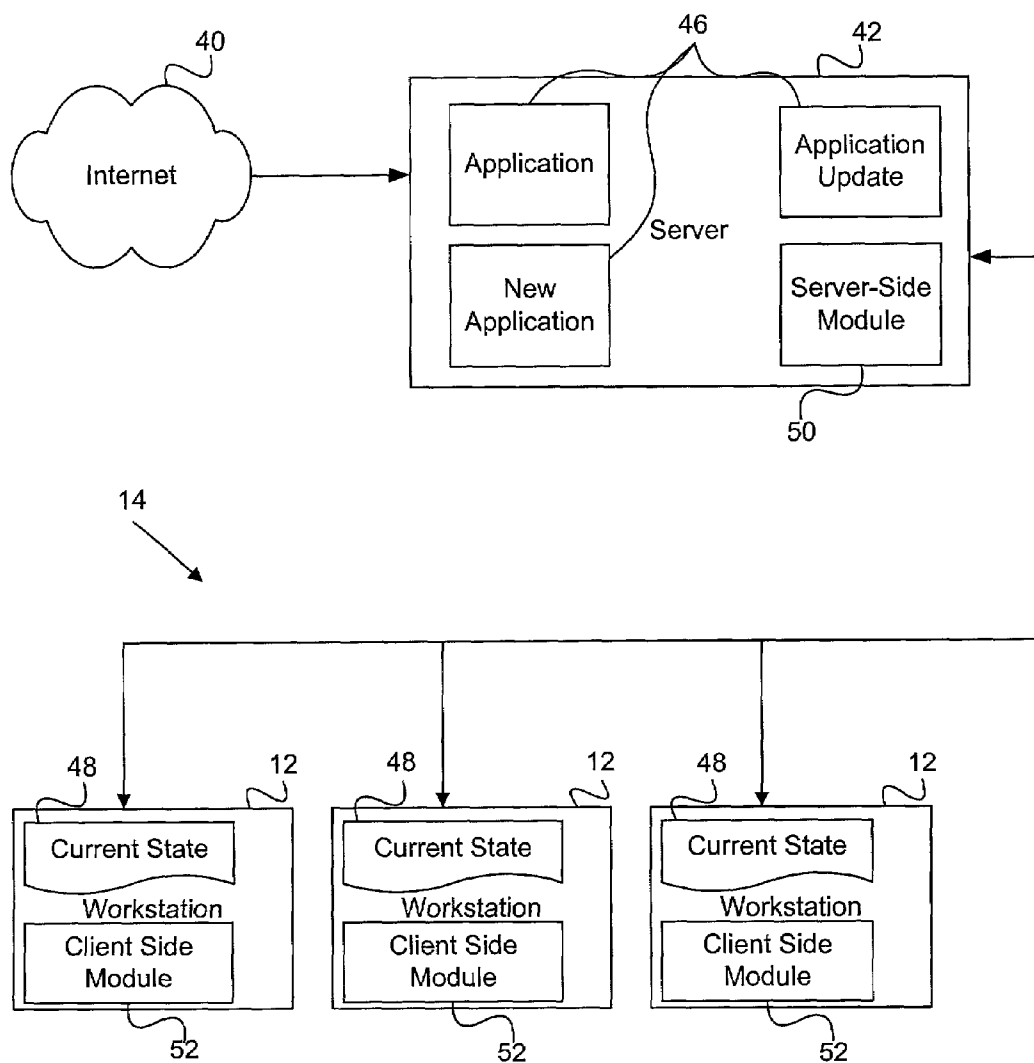 40
46
42
Internet
Application
Application
Update
Server
New
Application
Server-Side
Module
50
14
48
12
48
12
48
12
Current State
Current State
Current State
Workstation
Workstation
Workstation
Client Side
Module
Client Side
Module
Client Side
Module
52
52
52